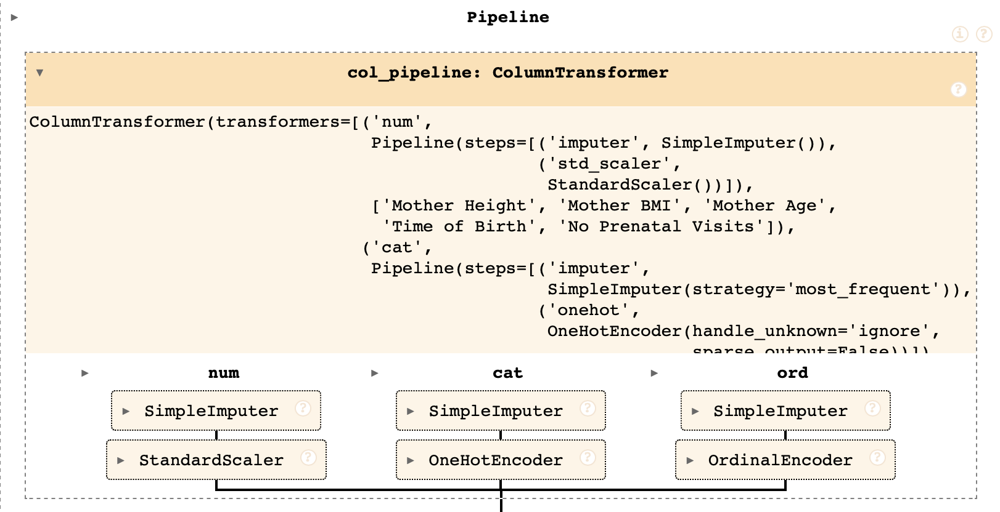 Pipeline
i ?
col_pipeline: ColumnTransformer
?
ColumnTransformer(transformers=[('num',
Pipeline(steps=[('imputer', SimpleImputer()),
('std_scaler',
StandardScaler())]),
['Mother Height', 'Mother BMI', 'Mother Age',
'Time of Birth', 'No Prenatal Visits']),
('cat',
Pipeline(steps=[('imputer',
SimpleImputer(strategy='most_frequent')),
('onehot',
OneHotEncoder(handle_unknown='ignore',
sparse_output=False))])
num cat ord
SimpleImputer ? SimpleImputer ? SimpleImputer ?
StandardScaler ? OneHotEncoder ? OrdinalEncoder ?